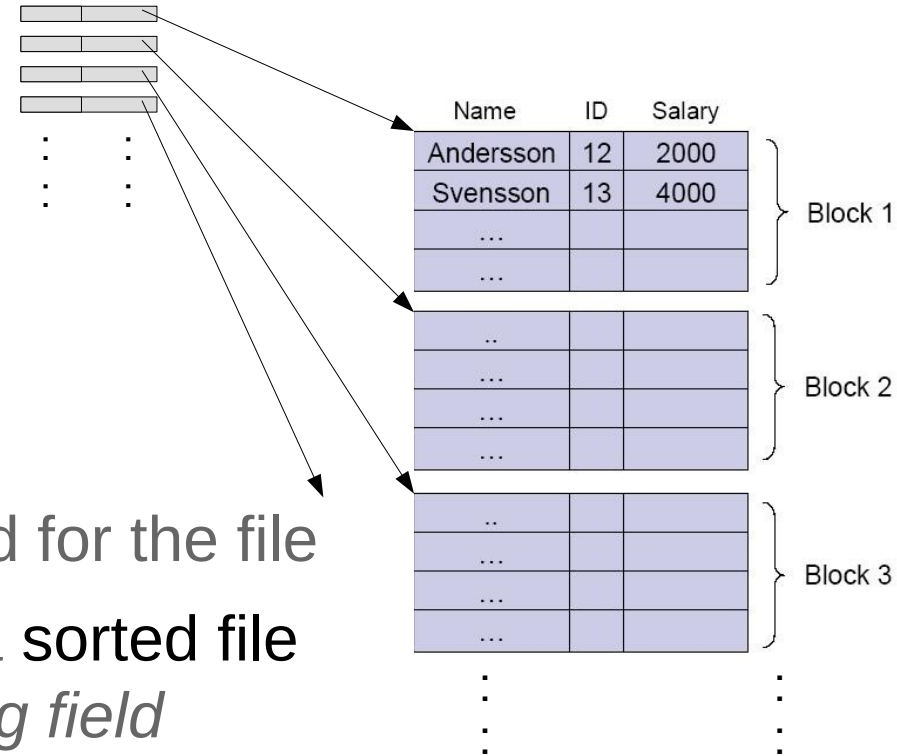 Name ID Salary
Andersson 12 2000
Svensson 13 4000
...
...
Block 1
..
...
...
...
Block 2
..
...
...
...
Block 3
d for the file
sorted file
g field